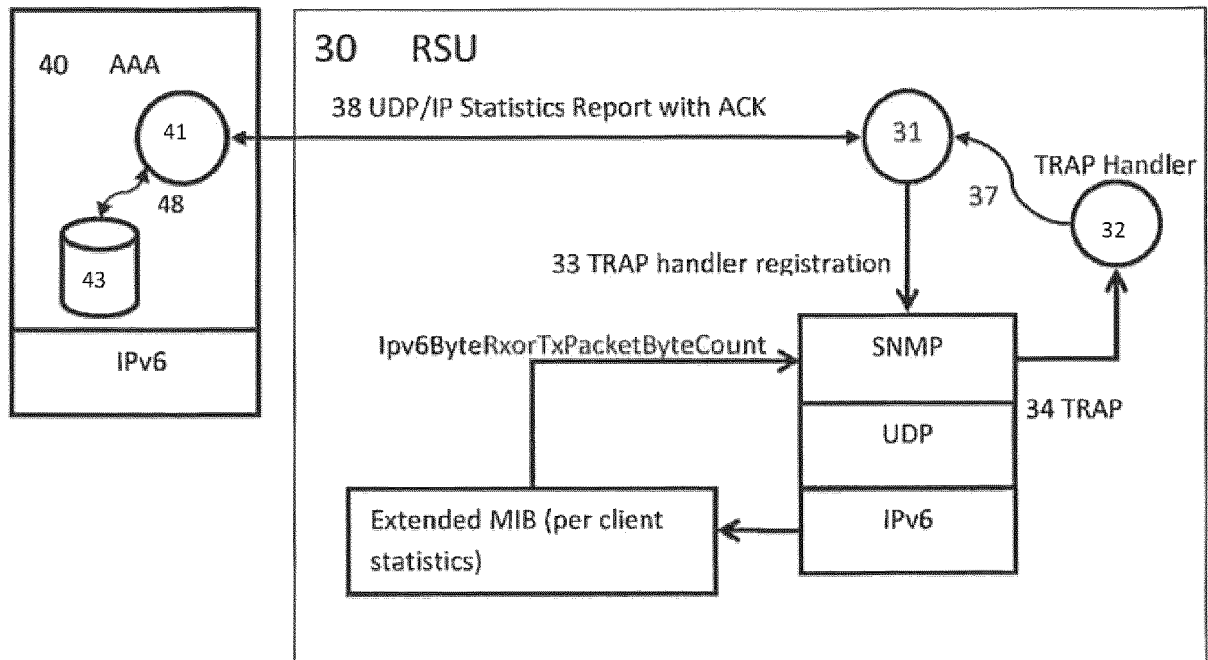 40 AAA
41
48
43
IPv6
30 RSU
38 UDP/IP Statistics Report with ACK
31
TRAP Handler
37
32
33 TRAP handler registration
Ipv6ByteRxorTxPacketByteCount
SNMP
34 TRAP
UDP
IPv6
Extended MIB (per client
statistics)